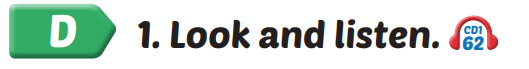 D 1. Look and listen. CD1 62